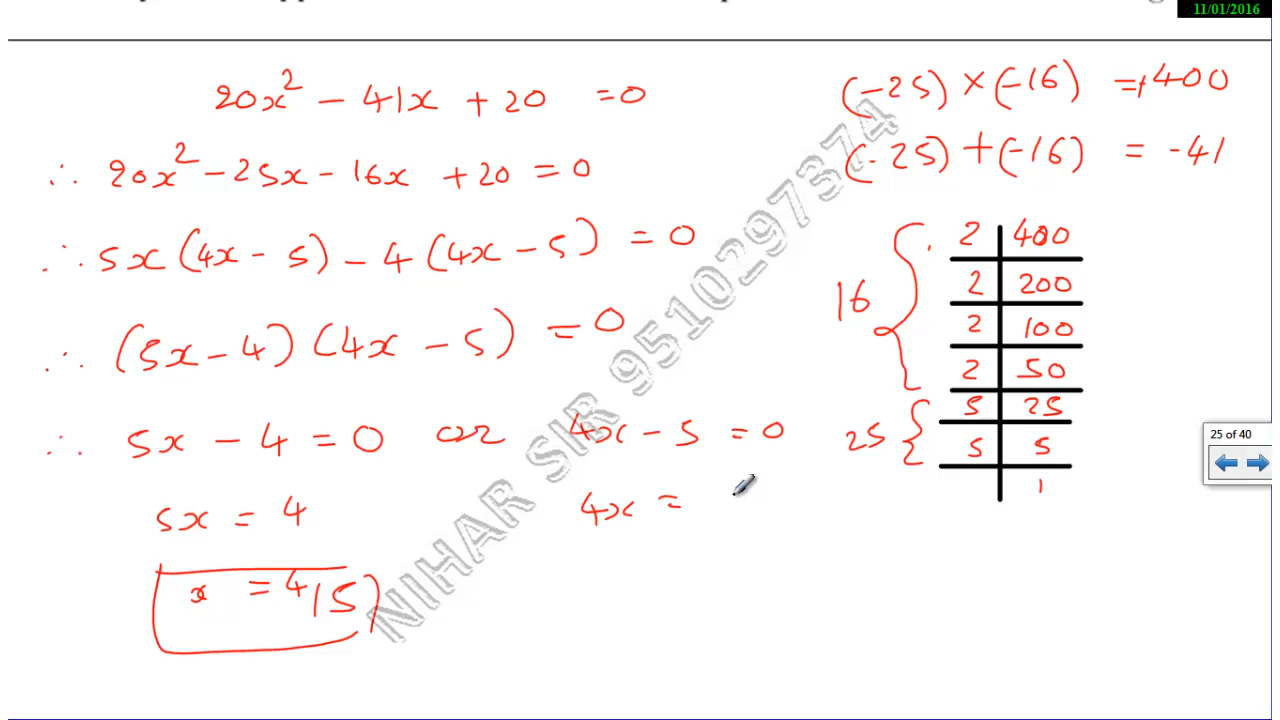 11/01/2016
20x² - 41x + 20 = 0
∴ 20x² - 25x - 16x + 20 = 0
∴ 5x (4x - 5) - 4 (4x - 5) = 0
∴ (5x - 4) (4x - 5) = 0
∴ 5x - 4 = 0 or 4x - 5 = 0
5x = 4 4x =
x = 4/5
(-25) × (-16) = +400
(-25) + (-16) = -41
2 400
2 200
16 2 100
2 50
5 25
25 5 5
1
25 of 40
NIHAR SIR 9510297374